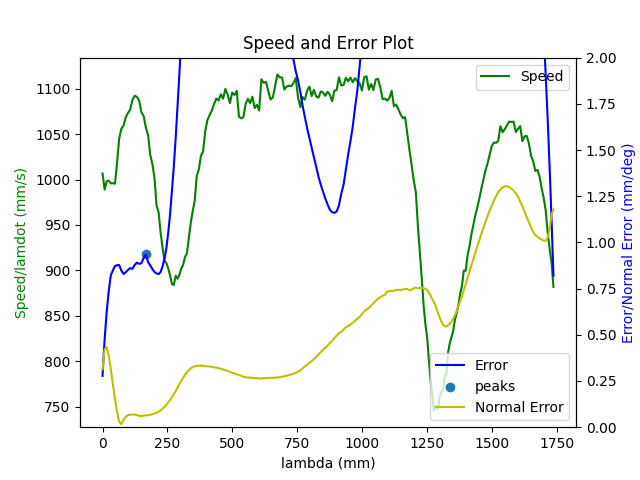 Speed and Error Plot
Speed
Speed/lamdot (mm/s)
1100
1050
1000
950
900
850
800
750
2.00
1.75
1.50
1.25
1.00
0.75
0.50
0.25
0.00
Error/Normal Error (mm/deg)
Error
peaks
Normal Error
0 250 500 750 1000 1250 1500 1750
lambda (mm)